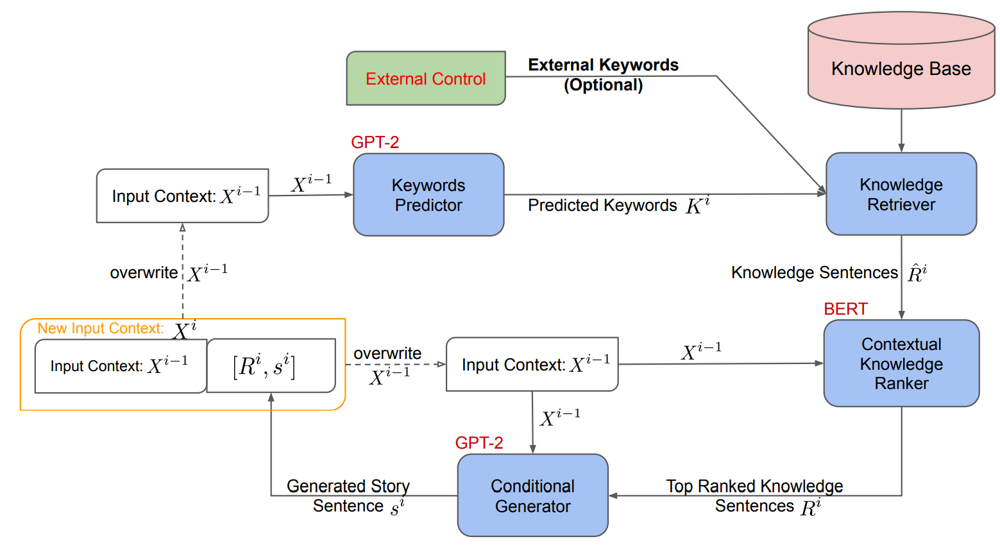 Knowledge Base
External Control
External Keywords
(Optional)
GPT-2
Keywords
Predictor
Input Context: X^{i-1}
X^{i-1}
Predicted Keywords K^i
Knowledge
Retriever
overwrite X^{i-1}
Knowledge Sentences R̂^i
BERT
Contextual
Knowledge
Ranker
New Input Context: X^i
Input Context: X^{i-1}
[R^i, s^i]
overwrite
X^{i-1}
Input Context: X^{i-1}
X^{i-1}
X^{i-1}
GPT-2
Conditional
Generator
Generated Story
Sentence s^i
Top Ranked Knowledge
Sentences R^i